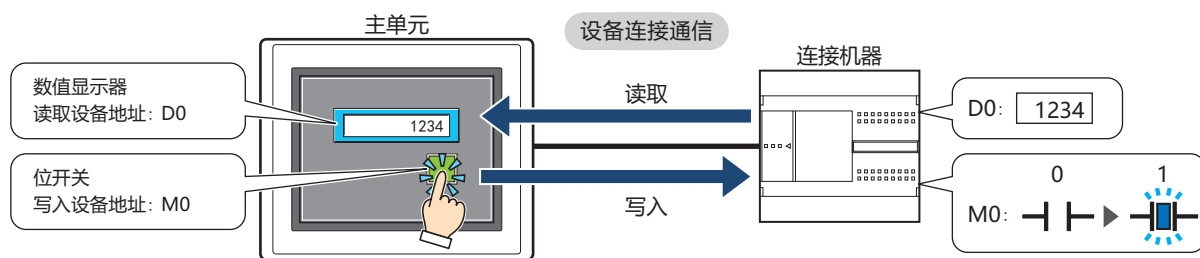 主单元
设备连接通信
连接机器
数值显示器
读取设备地址: D0
1234
读取
D0: 1234
位开关
写入设备地址: M0
写入
0 1
M0: